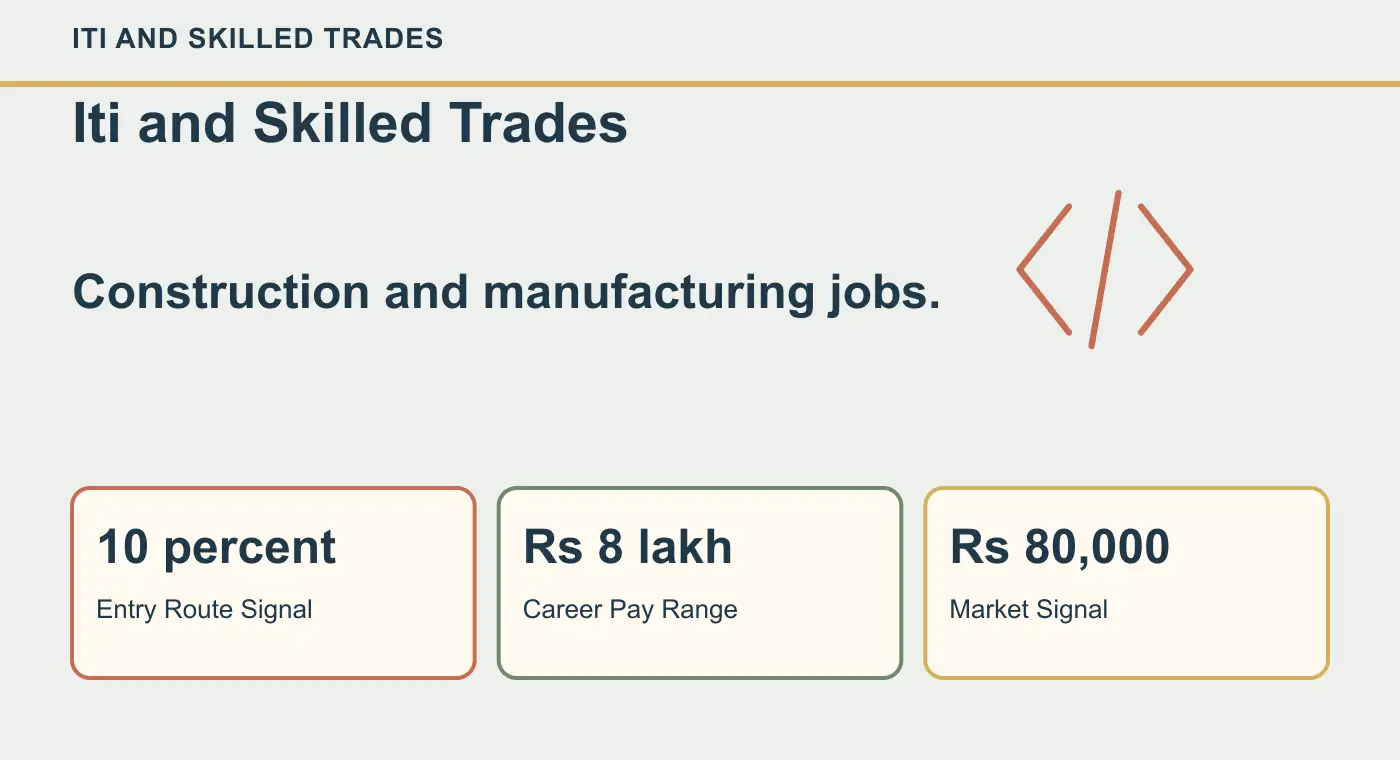 ITI AND SKILLED TRADES
Iti and Skilled Trades
Construction and manufacturing jobs.
10 percent
Entry Route Signal
Rs 8 lakh
Career Pay Range
Rs 80,000
Market Signal